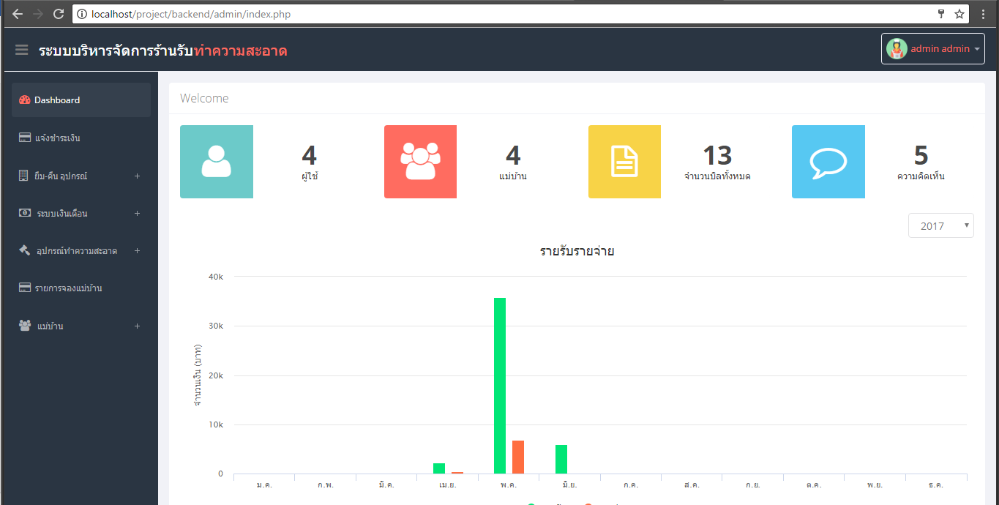 localhost/project/backend/admin/index.php
ระบบบริหารจัดการร้านรับทำความสะอาด
admin admin
Dashboard
แจ้งชำระเงิน
ยืม-คืน อุปกรณ์ +
ระบบเงินเดือน +
อุปกรณ์ทำความสะอาด +
รายการจองแม่บ้าน
แม่บ้าน +
Welcome
4
ผู้ใช้
4
แม่บ้าน
13
จำนวนบิลทั้งหมด
5
ความคิดเห็น
2017
รายรับรายจ่าย
จำนวนเงิน (บาท)
40k
30k
20k
10k
0
ม.ค. ก.พ. มี.ค. เม.ย. พ.ค. มิ.ย. ก.ค. ส.ค. ก.ย. ต.ค. พ.ย. ธ.ค.